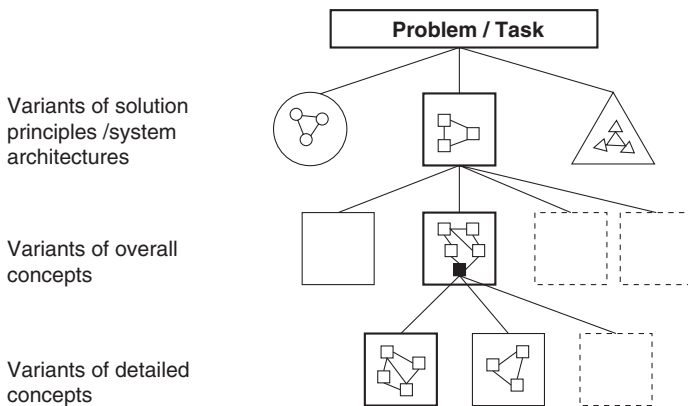 Problem / Task
Variants of solution
principles /system
architectures
Variants of overall
concepts
Variants of detailed
concepts